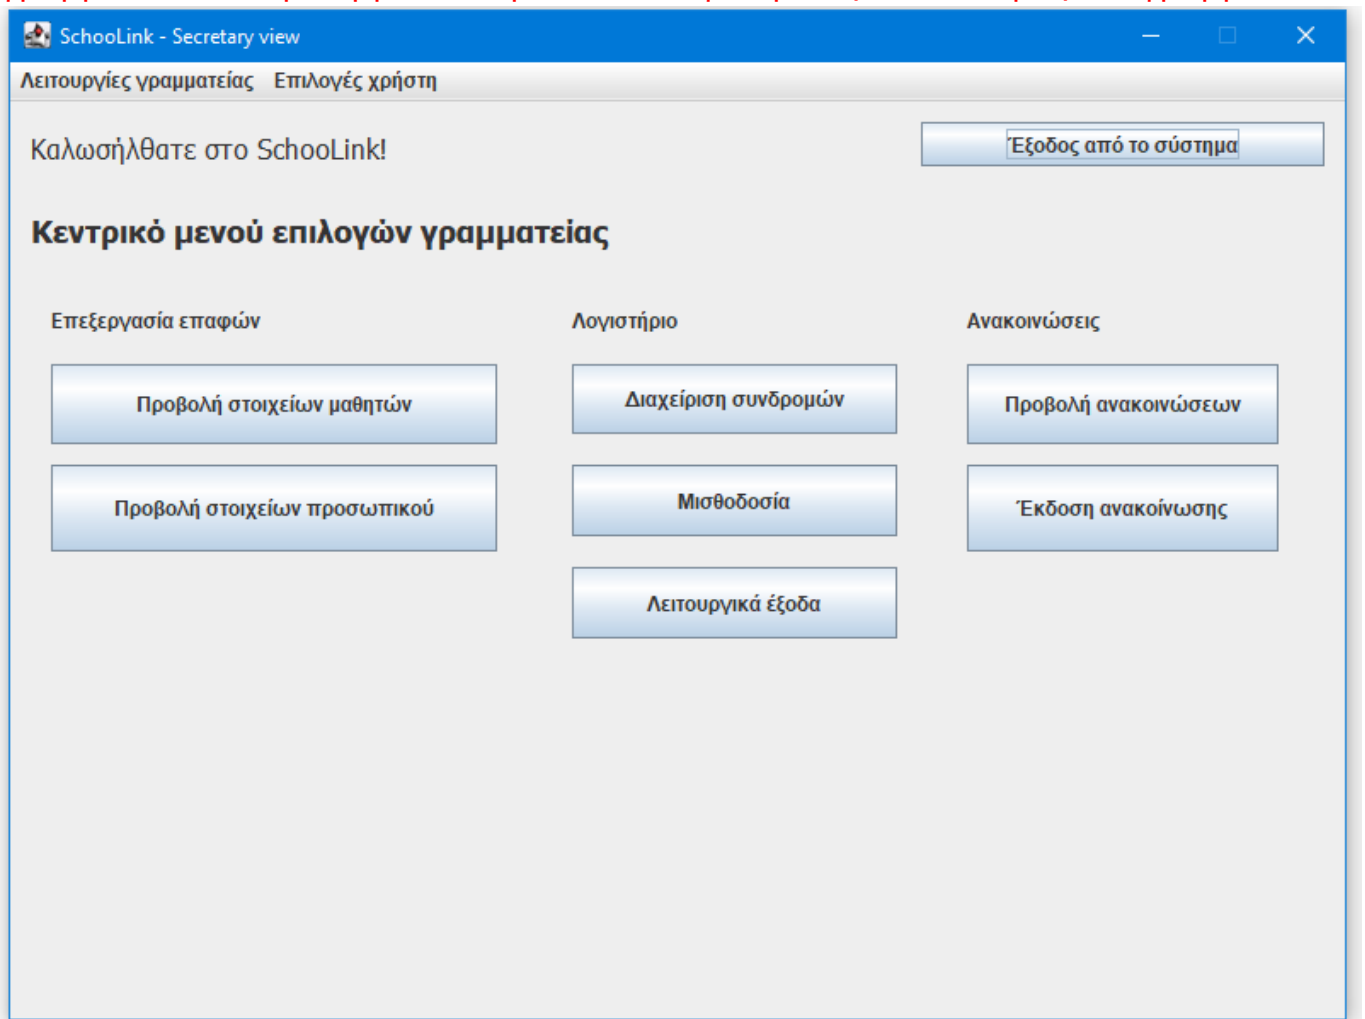 SchooLink - Secretary view
Λειτουργίες γραμματείας Επιλογές χρήστη
Καλωσήλθατε στο SchooLink!
Έξοδος από το σύστημα
Κεντρικό μενού επιλογών γραμματείας
Επεξεργασία επαφών
Λογιστήριο
Ανακοινώσεις
Προβολή στοιχείων μαθητών
Διαχείριση συνδρομών
Προβολή ανακοινώσεων
Προβολή στοιχείων προσωπικού
Μισθοδοσία
Έκδοση ανακοίνωσης
Λειτουργικά έξοδα